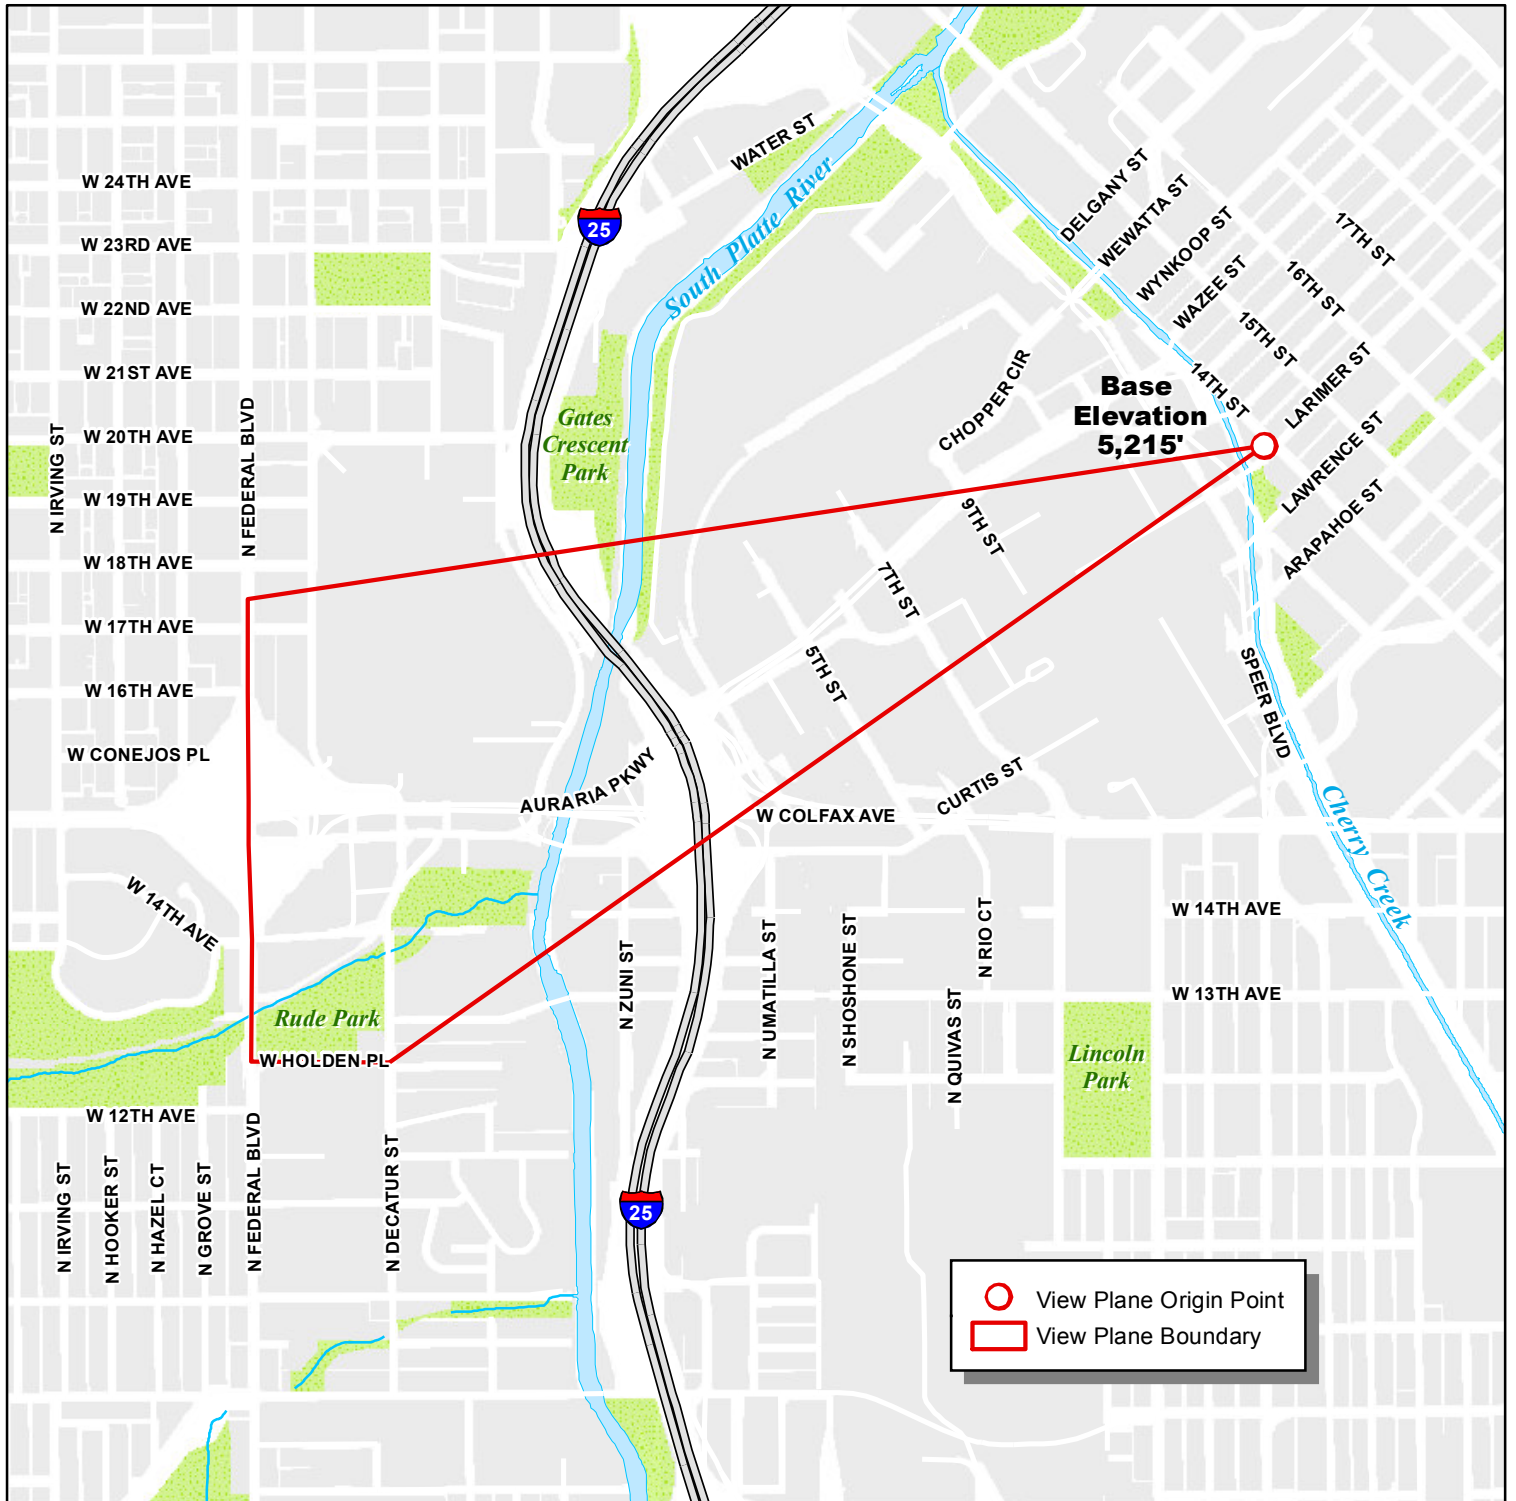 WATER ST
W 24TH AVE
DELGANY ST
WEWATTA ST
South Platte River
25
W 23RD AVE
WYNKOOP ST
17TH ST
WAZEE ST
16TH ST
W 22ND AVE
15TH ST
W 21ST AVE
14TH ST
LARIMER ST
CHOPPER CIR
Base
Elevation
5,215'
N IRVING ST
N FEDERAL BLVD
W 20TH AVE
Gates
Crescent
Park
LAWRENCE ST
W 19TH AVE
9TH ST
ARAPAHOE ST
W 18TH AVE
7TH ST
W 17TH AVE
5TH ST
W 16TH AVE
SPEER BLVD
W CONEJOS PL
AURARIA PKWY
CURTIS ST
W COLFAX AVE
Cherry Creek
W 14TH AVE
W 14TH AVE
N ZUNI ST
N UMATILLA ST
N SHOSHONE ST
N RIO CT
N QUIVAS ST
W 13TH AVE
Rude Park
W HOLDEN PL
Lincoln
Park
W 12TH AVE
N IRVING ST
N HOOKER ST
N HAZEL CT
N GROVE ST
N FEDERAL BLVD
N DECATUR ST
25
View Plane Origin Point
View Plane Boundary